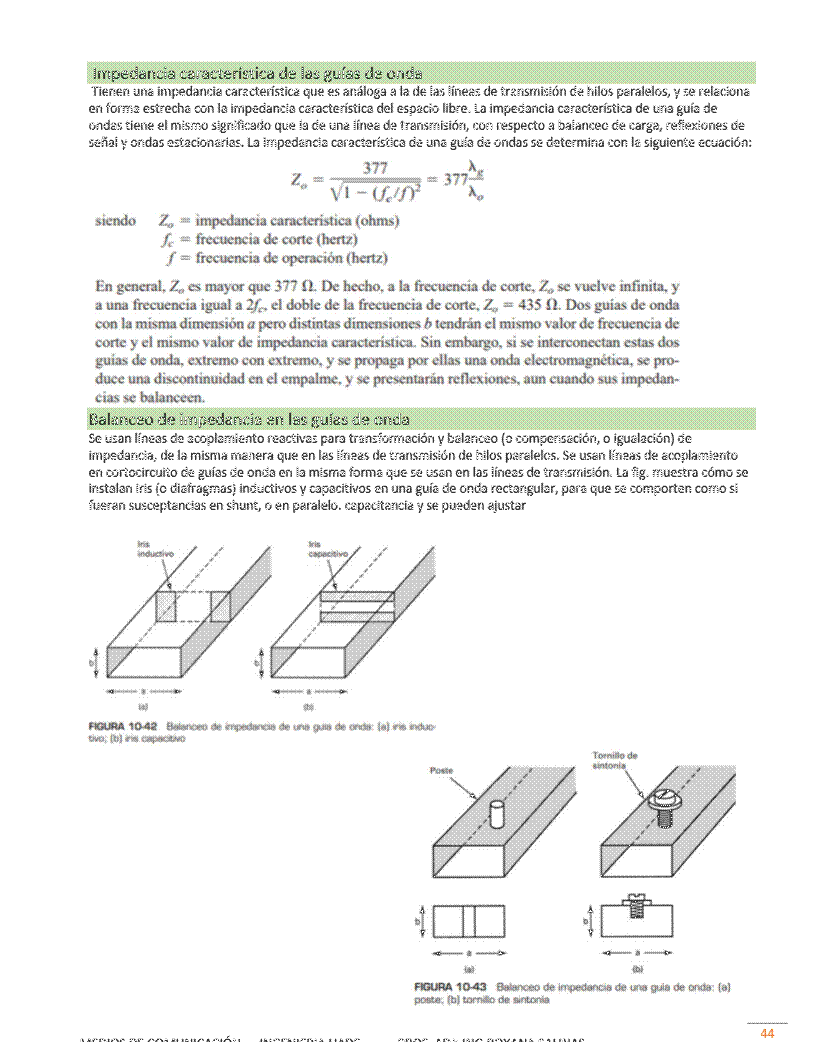 Impedancia característica de las guías de onda
Tienen una impedancia característica que es análoga a la de las líneas de transmisión de hilos paralelos, y se relaciona
en forma estrecha con la impedancia característica del espacio libre. La impedancia característica de una guía de
ondas tiene el mismo significado que la de una línea de transmisión, con respecto a balanceo de carga, reflexiones de
señal y ondas estacionarias. La impedancia característica de una guía de ondas se determina con la siguiente ecuación:
Z_o = 377 / √(1 − (f_c/f)²) = 377 λ_g / λ_o
siendo Z_o = impedancia característica (ohms)
f_c = frecuencia de corte (hertz)
f = frecuencia de operación (hertz)
En general, Z_o es mayor que 377 Ω. De hecho, a la frecuencia de corte, Z_o se vuelve infinita, y
a una frecuencia igual a 2f_c, el doble de la frecuencia de corte, Z_o = 435 Ω. Dos guías de onda
con la misma dimensión a pero distintas dimensiones b tendrán el mismo valor de frecuencia de
corte y el mismo valor de impedancia característica. Sin embargo, si se interconectan estas dos
guías de onda, extremo con extremo, y se propaga por ellas una onda electromagnética, se pro-
duce una discontinuidad en el empalme, y se presentarán reflexiones, aun cuando sus impedan-
cias se balanceen.
Balanceo de impedancia en las guías de onda
Se usan líneas de acoplamiento reactivas para transformación y balanceo (o compensación, o igualación) de
impedancia, de la misma manera que en las líneas de transmisión de hilos paralelos. Se usan líneas de acoplamiento
en cortocircuito de guías de onda en la misma forma que se usan en las líneas de transmisión. La fig. muestra cómo se
instalan iris (o diafragmas) inductivos y capacitivos en una guía de onda rectangular, para que se comporten como si
fueran susceptancias en shunt, o en paralelo. capacitancia y se pueden ajustar
Iris
inductivo
Iris
capacitivo
a
a
(a)
(b)
FIGURA 10-42 Balanceo de impedancia de una guía de onda: (a) iris induc-
tivo; (b) iris capacitivo
Poste
Tornillo de
sintonía
a
a
(a)
(b)
FIGURA 10-43 Balanceo de impedancia de una guía de onda: (a)
poste; (b) tornillo de sintonía
44